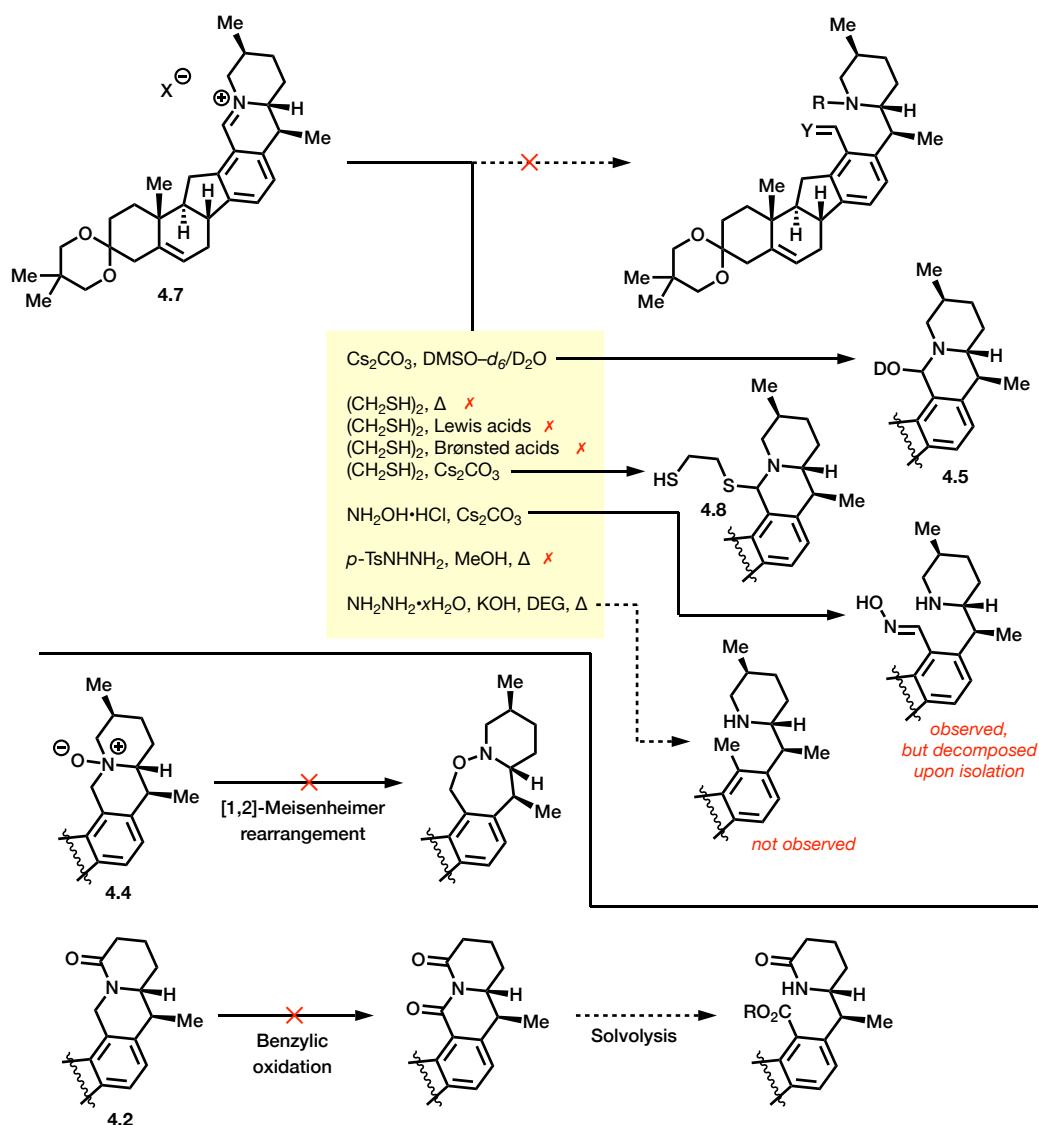 Me
Me
X⊖
⊕
N
H
Me
R
N
H
Y
Me
Me
H
H
O
O
Me
Me
4.7
Me
H
H
O
O
Me
Me
Me
Cs2CO3, DMSO–d6/D2O
N
H
DO
Me
4.5
(CH2SH)2, Δ ✗
(CH2SH)2, Lewis acids ✗
(CH2SH)2, Brønsted acids ✗
(CH2SH)2, Cs2CO3
Me
HS
S
N
H
Me
4.8
NH2OH•HCl, Cs2CO3
p-TsNHNH2, MeOH, Δ ✗
NH2NH2•xH2O, KOH, DEG, Δ
Me
HO
N
HN
H
Me
observed,
but decomposed
upon isolation
Me
HN
H
Me
Me
not observed
Me
⊖
O
⊕
N
H
Me
4.4
[1,2]-Meisenheimer
rearrangement
Me
O
N
H
Me
O
N
H
Me
4.2
Benzylic
oxidation
O
N
H
O
Me
Solvolysis
O
HN
H
RO2C
Me